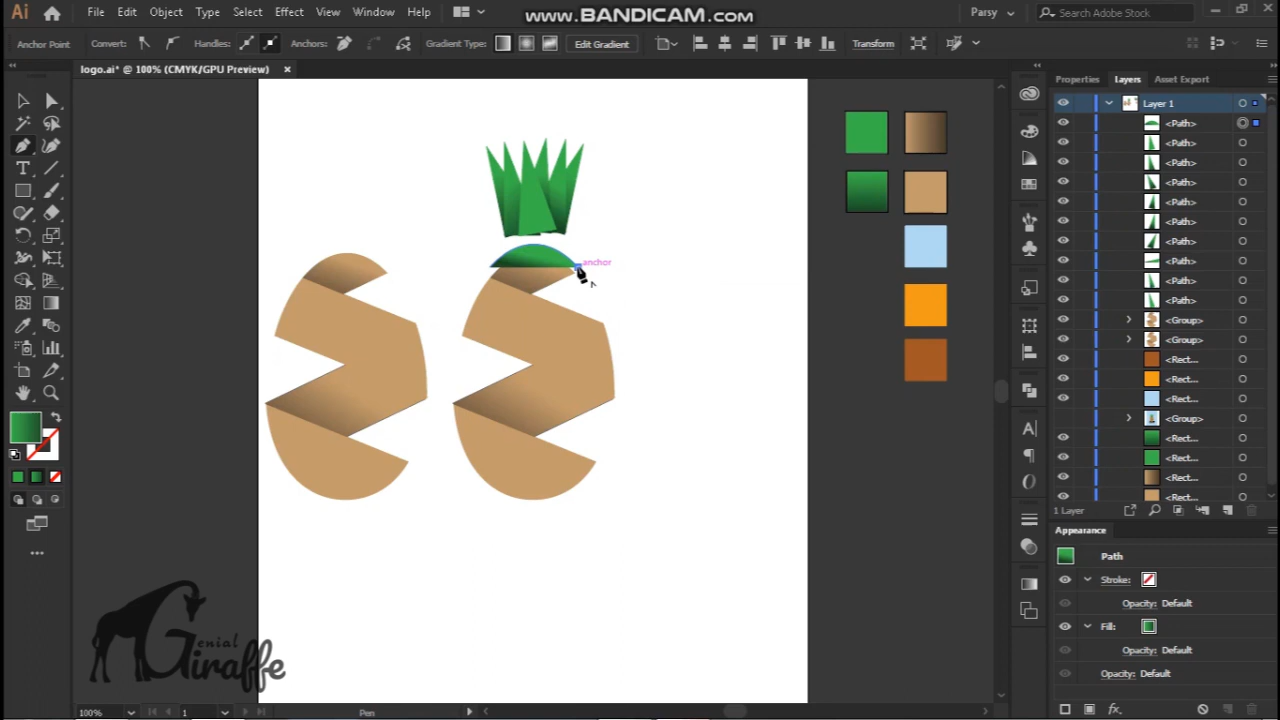 Ai File Edit Object Type Select Effect View Window Help www.BANDICAM.com Parsy Search Adobe Stock
Anchor Point Convert: Handles: Anchors: Gradient Type: Edit Gradient Transform
logo.ai* @ 100% (CMYK/GPU Preview) ×
Properties Layers Asset Export
Layer 1
<Path>
<Path>
<Path>
<Path>
<Path>
<Path>
<Path>
<Path>
<Path>
<Path>
<Group>
<Group>
<Rect...
<Rect...
<Rect...
<Group>
<Rect...
<Rect...
<Rect...
<Rect...
1 Layer
anchor
Appearance
Path
Stroke:
Opacity: Default
Fill:
Opacity: Default
Opacity: Default
Genial
Giraffe
100% 1 Pen